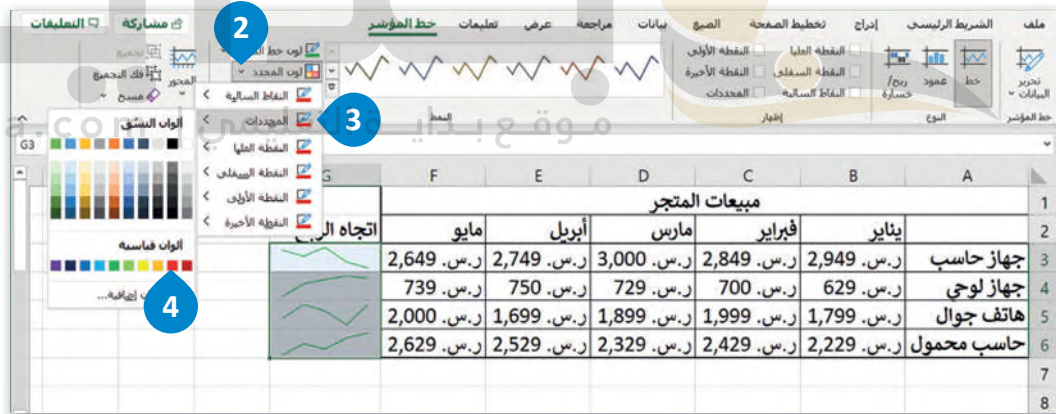 ملف الشريط الرئيسي إدراج تخطيط الصفحة الصيغ بيانات مراجعة عرض تعليمات خط المؤشر مشاركة التعليقات
تحرير البيانات
خط المؤشر
خط عمود ربح/خسارة
النوع
النقطة العليا النقطة الأولى
النقطة السفلى النقطة الأخيرة
النقاط السالبة المحددات
إظهار
النمط
لون خط
لون المحدد
2
المحور
تجميع
فك التجميع
مسح
النقاط السالبة
المحددات
3
النقطة العليا
النقطة السفلى
النقطة الأولى
النقطة الأخيرة
ألوان النسق
ألوان قياسية
إضافية...
4
موقع بداية التعليمي
a.com
G3
A B C D E F G
1 مبيعات المتجر
2 يناير فبراير مارس أبريل مايو اتجاه
3 جهاز حاسب ر.س. 2,949 ر.س. 2,849 ر.س. 3,000 ر.س. 2,749 ر.س. 2,649
4 جهاز لوحي ر.س. 629 ر.س. 700 ر.س. 729 ر.س. 750 ر.س. 739
5 هاتف جوال ر.س. 1,799 ر.س. 1,999 ر.س. 1,899 ر.س. 1,699 ر.س. 2,000
6 حاسب محمول ر.س. 2,229 ر.س. 2,429 ر.س. 2,329 ر.س. 2,529 ر.س. 2,629
7
8